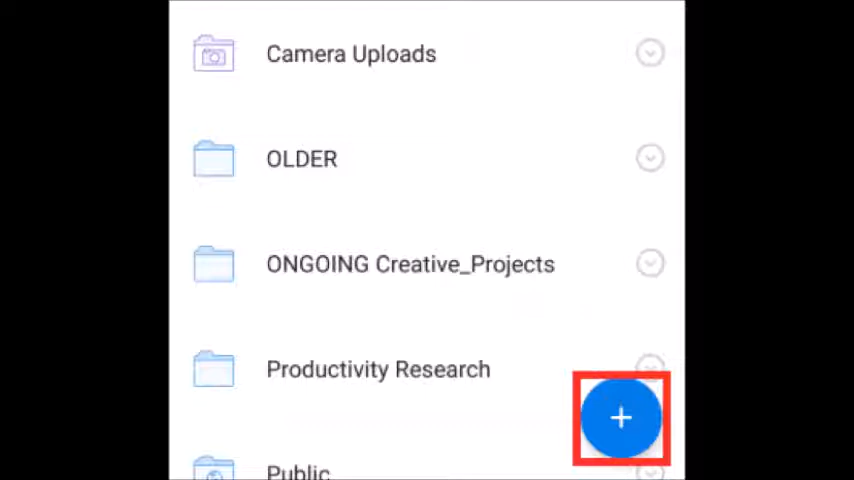 Camera Uploads
OLDER
ONGOING Creative_Projects
Productivity Research
Public